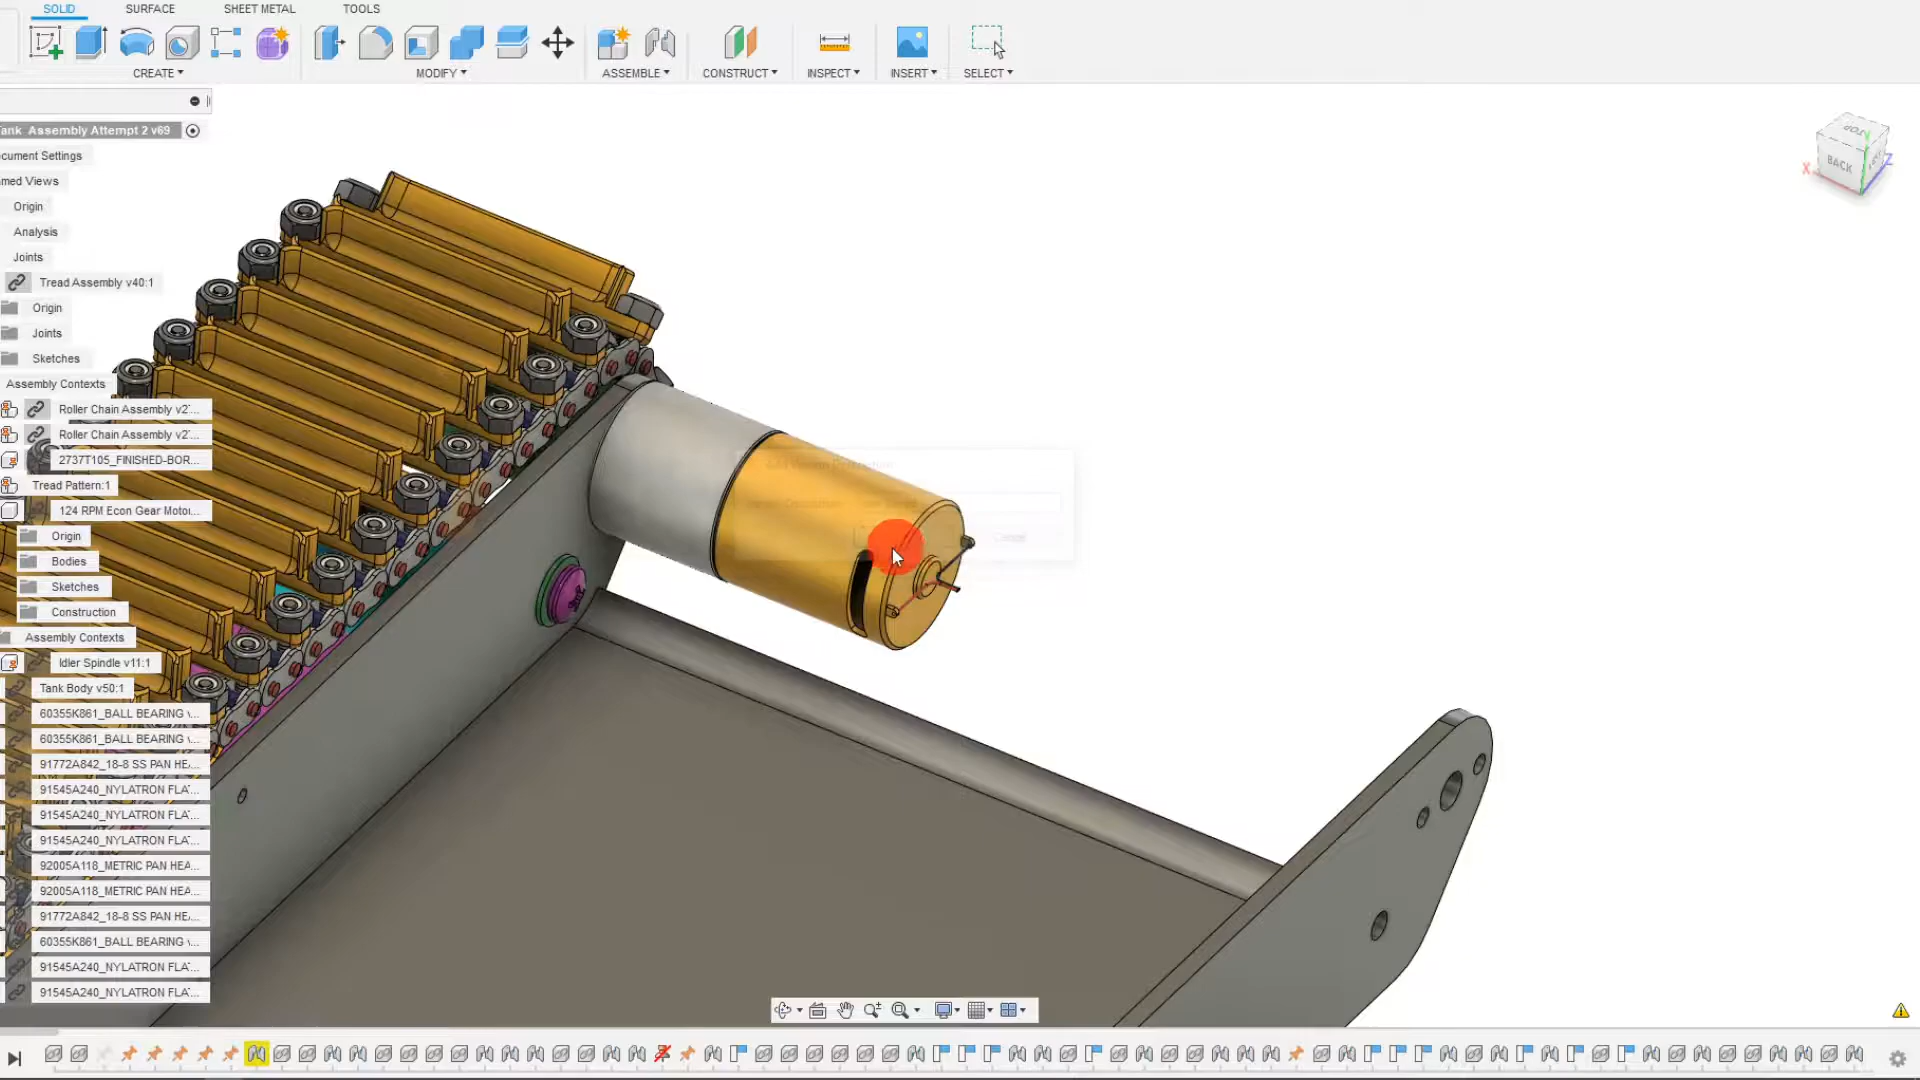 SOLID SURFACE SHEET METAL TOOLS
CREATE MODIFY ASSEMBLE CONSTRUCT INSPECT INSERT SELECT
ank Assembly Attempt 2 v69
cument Settings
med Views
Origin
Analysis
Joints
Tread Assembly v40:1
Origin
Joints
Sketches
Assembly Contexts
Roller Chain Assembly v2'...
Roller Chain Assembly v2'...
2737T105_FINISHED-BOR...
Tread Pattern:1
124 RPM Econ Gear Moto...
Origin
Bodies
Sketches
Construction
Assembly Contexts
Idler Spindle v11:1
Tank Body v50:1
60355K861_BALL BEARING v...
60355K861_BALL BEARING v...
91772A842_18-8 SS PAN HE...
91545A240_NYLATRON FLA...
91545A240_NYLATRON FLA...
91545A240_NYLATRON FLA...
92005A118_METRIC PAN HEA...
92005A118_METRIC PAN HEA...
91772A842_18-8 SS PAN HE...
60355K861_BALL BEARING v...
91545A240_NYLATRON FLA...
91545A240_NYLATRON FLA...
TOP
BACK
X
Z
Cancel